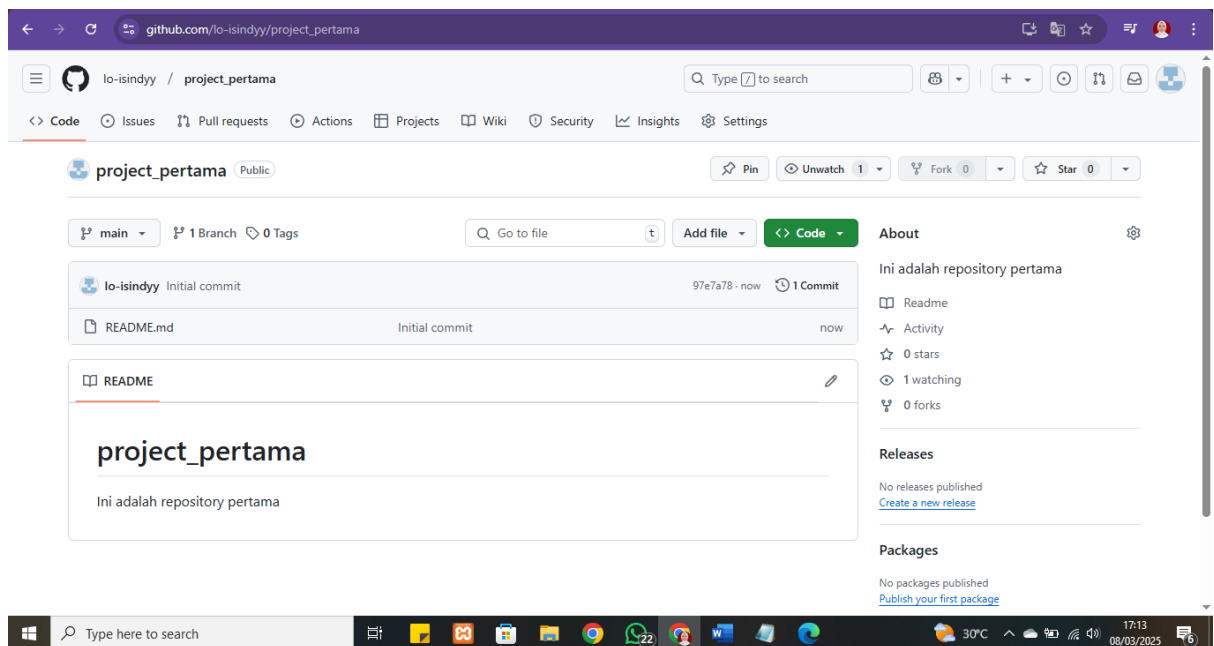 github.com/lo-isindyy/project_pertama
lo-isindyy / project_pertama
Type / to search
Code Issues Pull requests Actions Projects Wiki Security Insights Settings
project_pertama Public
Pin Unwatch 1 Fork 0 Star 0
main 1 Branch 0 Tags
Go to file t
Add file Code
lo-isindyy Initial commit
97e7a78 · now 1 Commit
README.md Initial commit now
README
project_pertama
Ini adalah repository pertama
About
Ini adalah repository pertama
Readme
Activity
0 stars
1 watching
0 forks
Releases
No releases published
Create a new release
Packages
No packages published
Publish your first package
Type here to search
22
30°C
17:13
08/03/2025
6